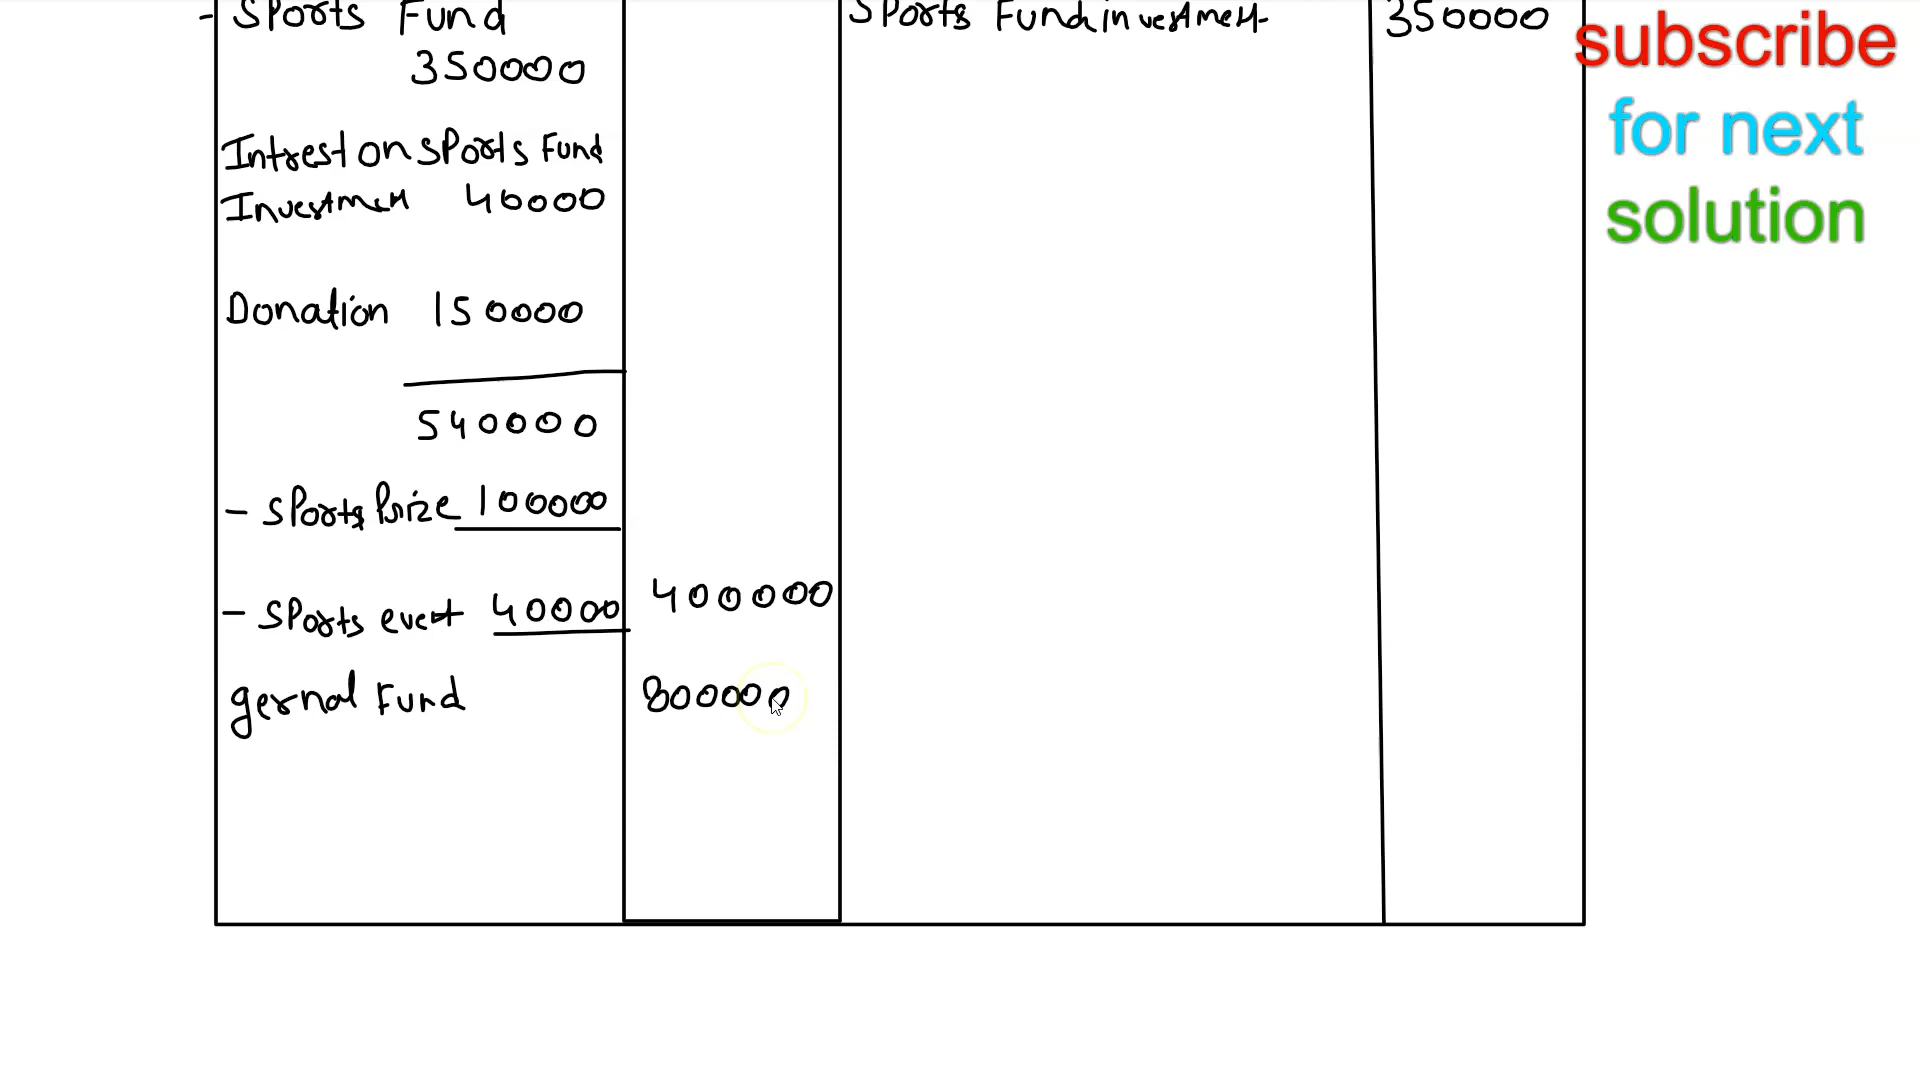 - Sports Fund
350000
Intrest on sports Fund
Investment 40000
Donation 150000
540000
- Sports Prize 100000
- Sports event 40000
400000
gernal Fund
800000
Sports Fund investment
350000
subscribe
for next
solution